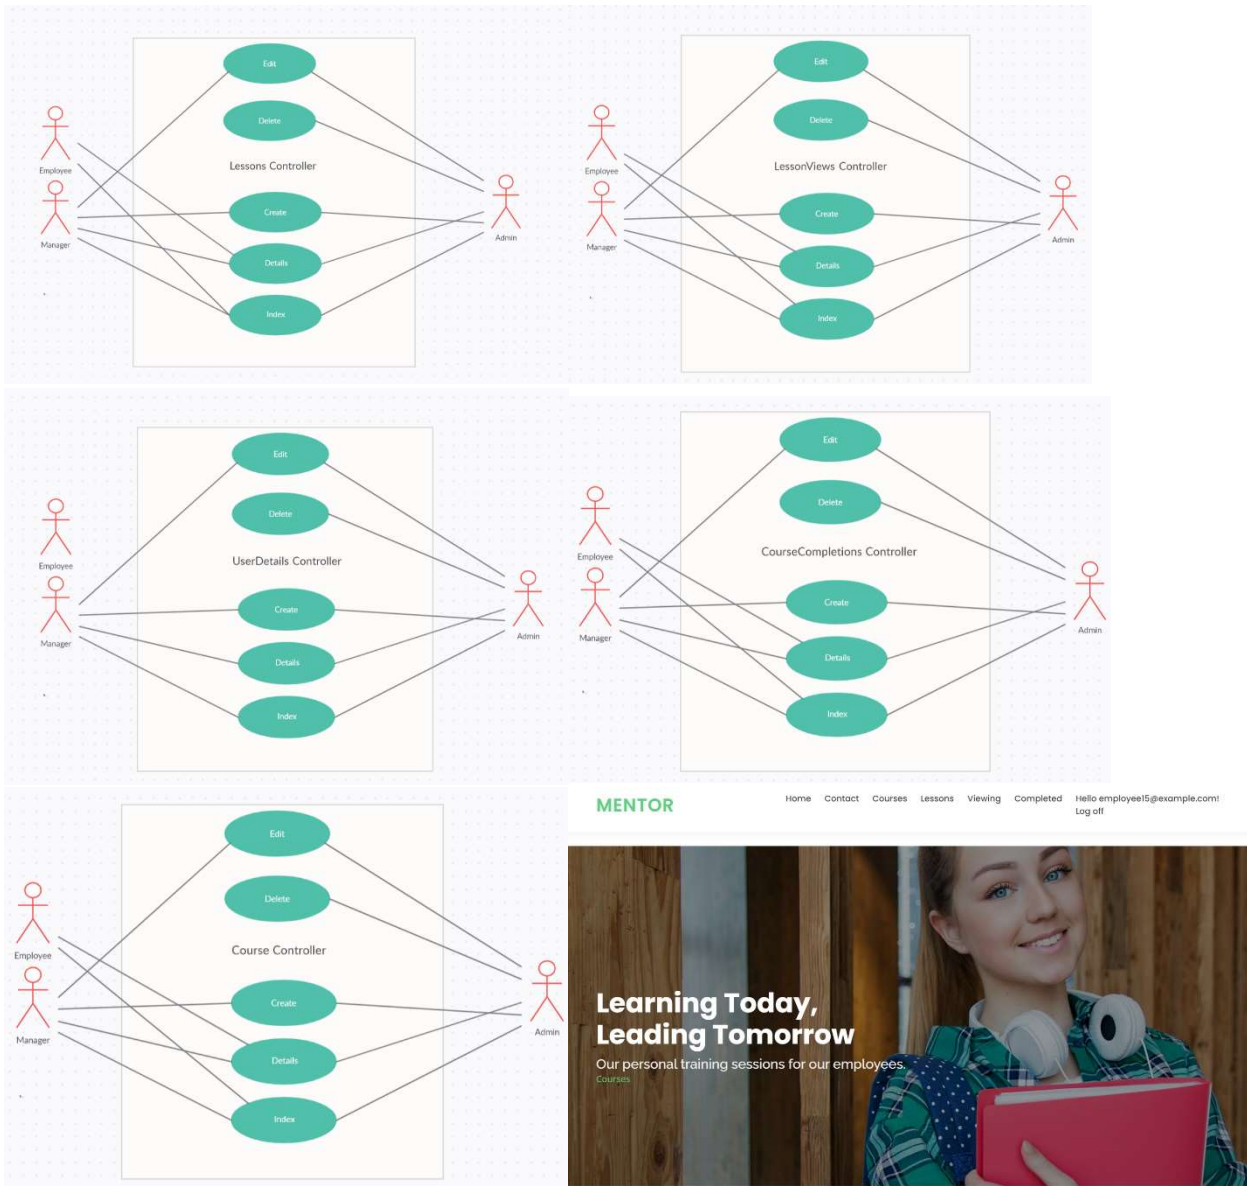 Edit
Delete
Lessons Controller
Employee
Create
Manager
Admin
Details
Index
Edit
Delete
LessonViews Controller
Employee
Create
Manager
Admin
Details
Index
Edit
Delete
UserDetails Controller
Employee
Create
Manager
Admin
Details
Index
Edit
Delete
CourseCompletions Controller
Employee
Create
Manager
Admin
Details
Index
Edit
Delete
Course Controller
Employee
Create
Manager
Admin
Details
Index
MENTOR
Home Contact Courses Lessons Viewing Completed Hello employee15@example.com!
Log off
Learning Today,
Leading Tomorrow
Our personal training sessions for our employees.
Courses